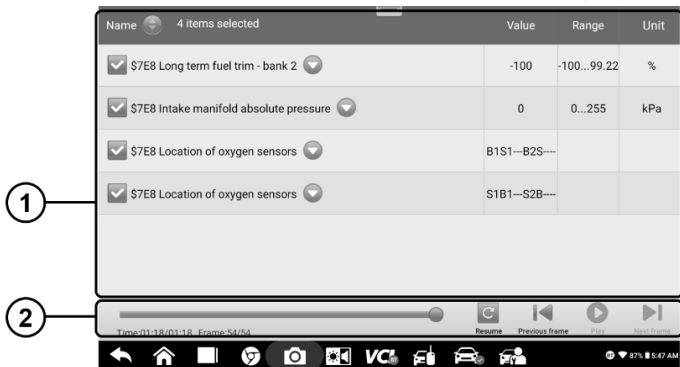 Name 4 items selected Value Range Unit
$7E8 Long term fuel trim - bank 2 -100 -100...99.22 %
$7E8 Intake manifold absolute pressure 0 0...255 kPa
$7E8 Location of oxygen sensors B1S1---B2S----
$7E8 Location of oxygen sensors S1B1---S2B----
1
2
Time:01:18/01:18 Frame:54/54 Resume Previous frame Play Next frame
VCI 87% 5:47 AM